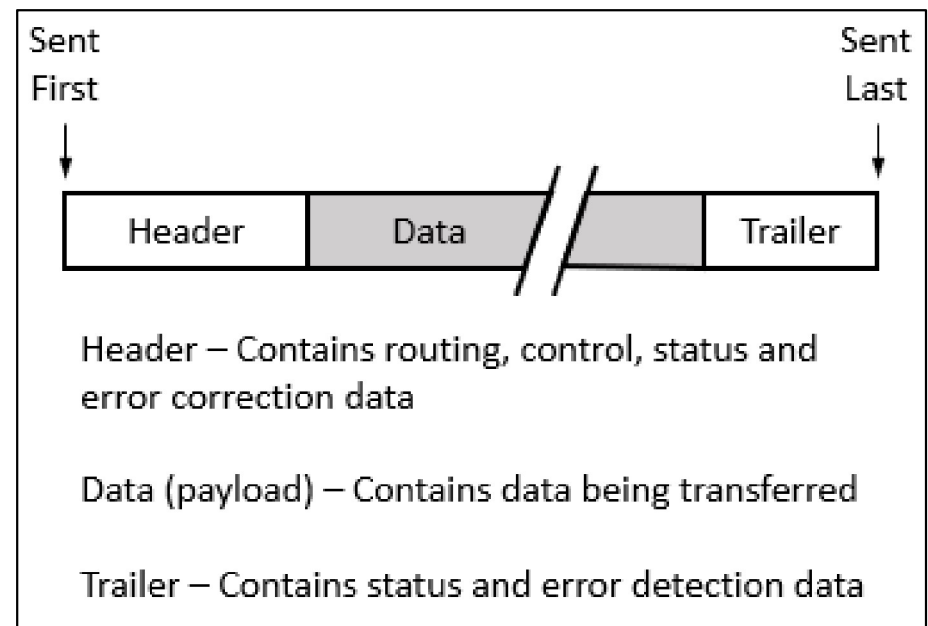 Sent First
Sent Last
Header
Data
Trailer
Header – Contains routing, control, status and
error correction data
Data (payload) – Contains data being transferred
Trailer – Contains status and error detection data